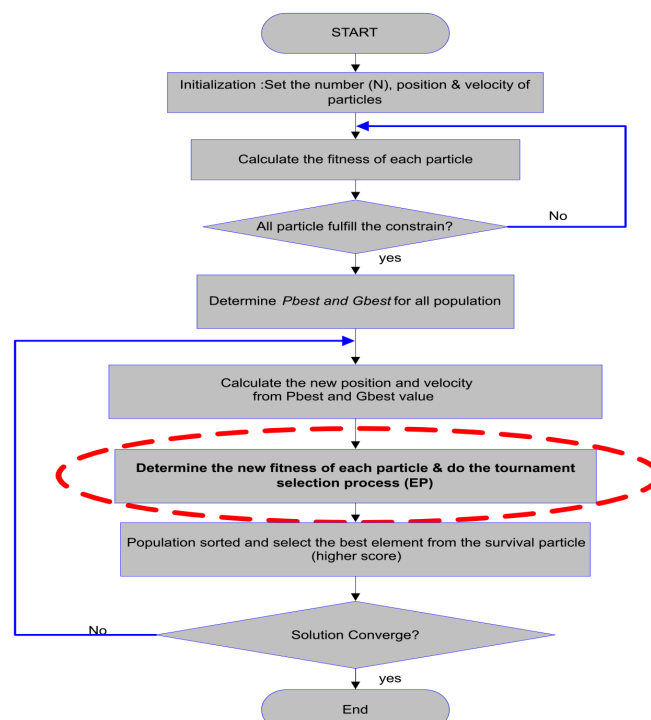 START
Initialization :Set the number (N), position & velocity of
particles
Calculate the fitness of each particle
All particle fulfill the constrain?
No
yes
Determine Pbest and Gbest for all population
Calculate the new position and velocity
from Pbest and Gbest value
Determine the new fitness of each particle & do the tournament
selection process (EP)
Population sorted and select the best element from the survival particle
(higher score)
No
Solution Converge?
yes
End